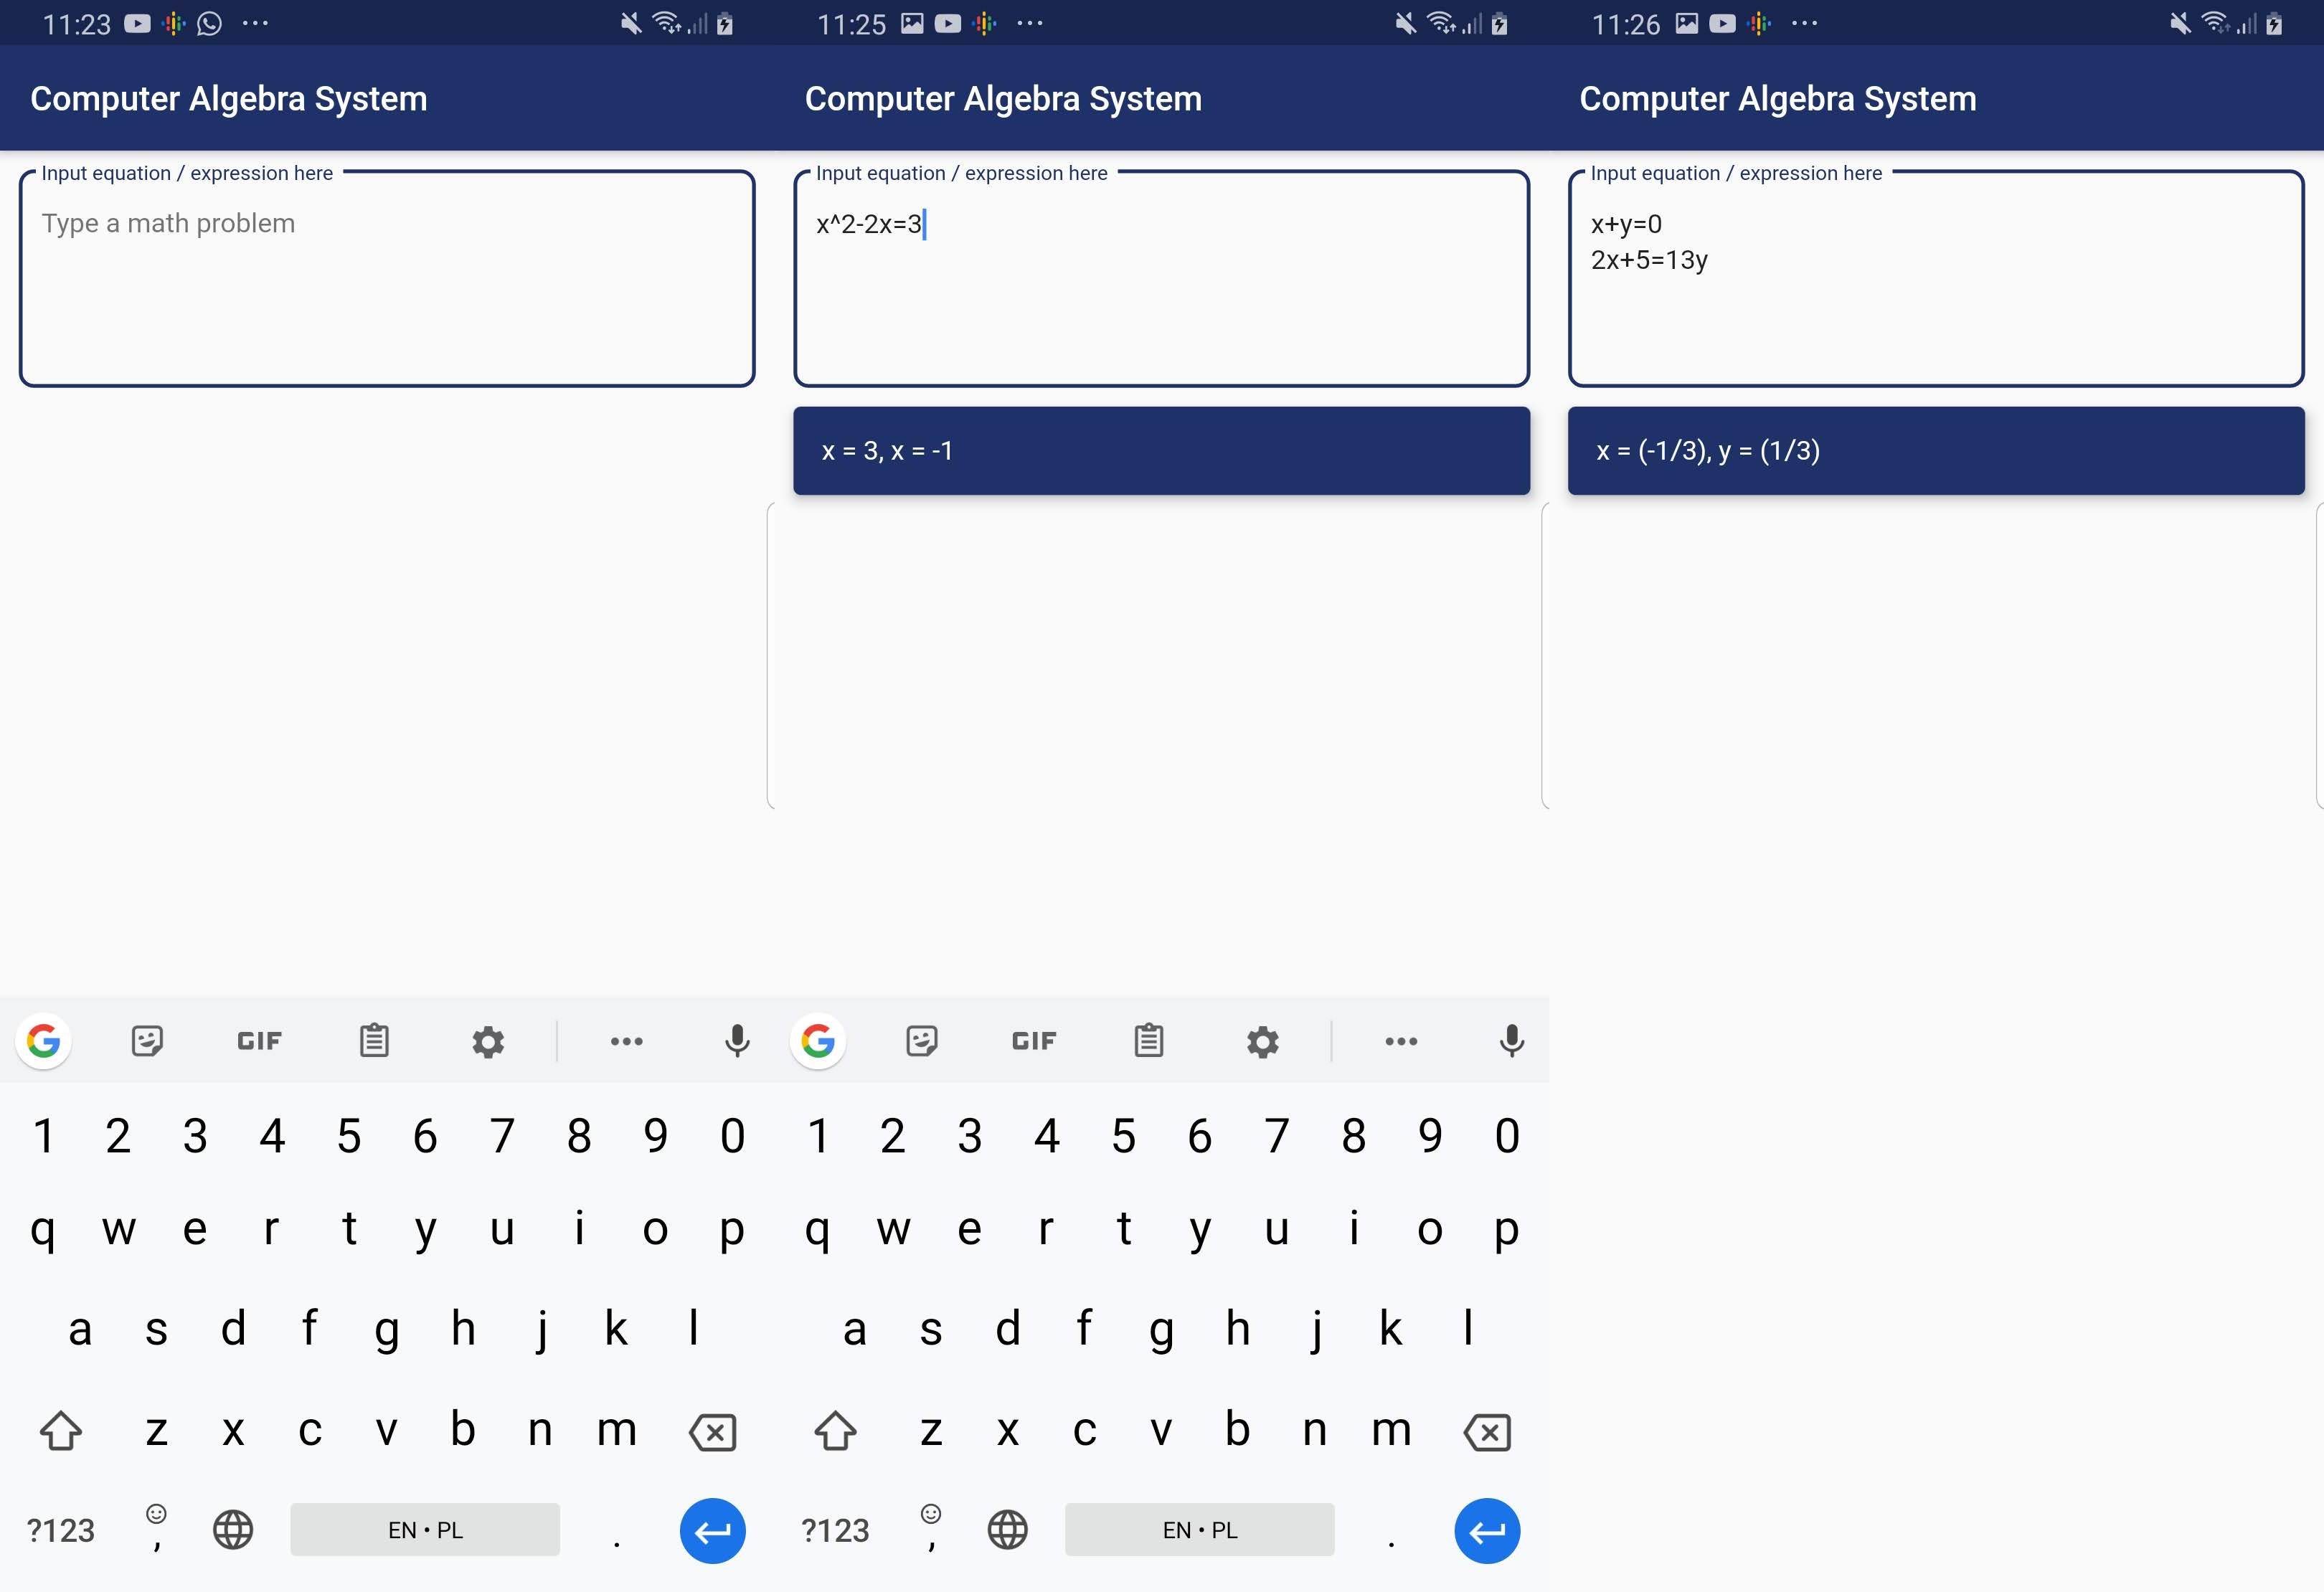 11:23
Computer Algebra System
Input equation / expression here
Type a math problem
GIF
1 2 3 4 5 6 7 8 9 0
q w e r t y u i o p
a s d f g h j k l
z x c v b n m
?123 , EN • PL .
11:25
Computer Algebra System
Input equation / expression here
x^2-2x=3
x = 3, x = -1
GIF
1 2 3 4 5 6 7 8 9 0
q w e r t y u i o p
a s d f g h j k l
z x c v b n m
?123 , EN • PL .
11:26
Computer Algebra System
Input equation / expression here
x+y=0
2x+5=13y
x = (-1/3), y = (1/3)